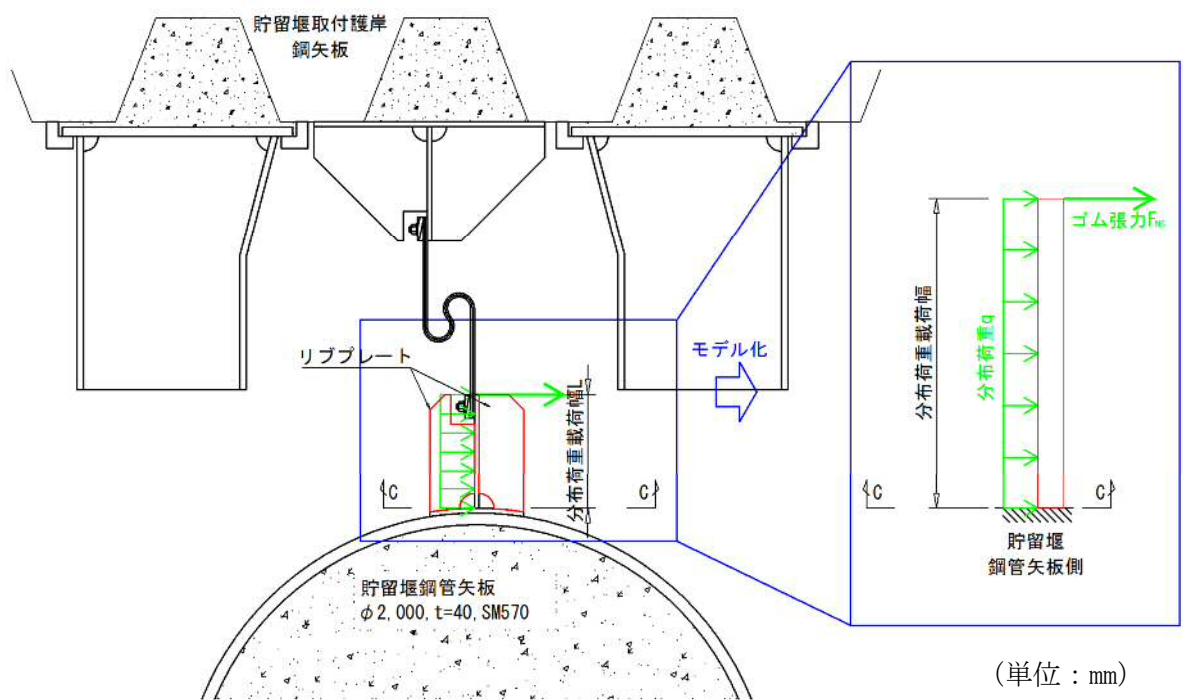 貯留堰取付護岸
鋼矢板
リブプレート
分布荷重載荷幅L
C
C
貯留堰鋼管矢板
φ2,000, t=40, SM570
モデル化
ゴム張力F
分布荷重載荷幅
分布荷重q
C
C
貯留堰
鋼管矢板側
(単位：mm)